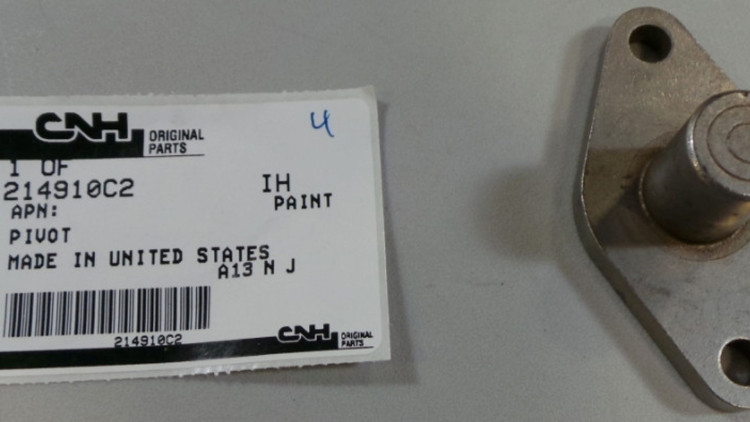 CNH ORIGINAL
PARTS
4
1 OF
214910C2
IH
APN:
PAINT
PIVOT
MADE IN UNITED STATES
A13 N J
214910C2
CNH ORIGINAL
PARTS